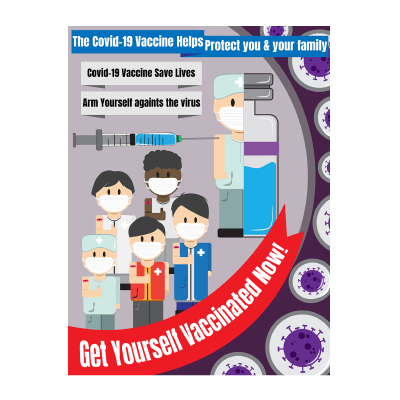 The Covid-19 Vaccine Helps
Protect you & your family
Covid-19 Vaccine Save Lives
Arm Yourself againts the virus
Get Yourself Vaccinated Now!